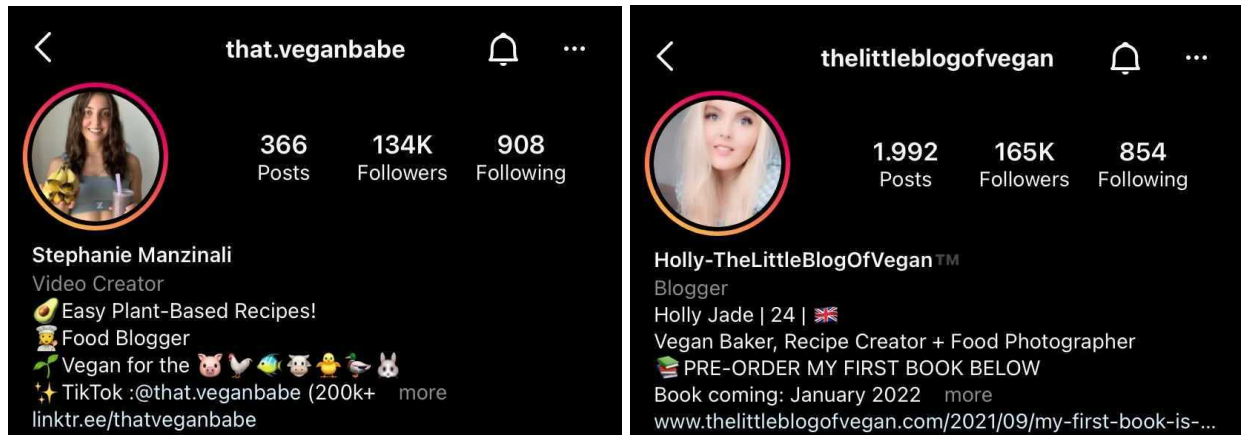 that.veganbabe
366 134K 908
Posts Followers Following
Stephanie Manzinali
Video Creator
🥑Easy Plant-Based Recipes!
👩‍🍳Food Blogger
🌱Vegan for the 🐷🐓🐠🐮🐥🦆🐰
✨TikTok :@that.veganbabe (200k+ more
linktr.ee/thatveganbabe
thelittleblogofvegan
1.992 165K 854
Posts Followers Following
Holly-TheLittleBlogOfVegan™
Blogger
Holly Jade | 24 | 🇬🇧
Vegan Baker, Recipe Creator + Food Photographer
📚PRE-ORDER MY FIRST BOOK BELOW
Book coming: January 2022 more
www.thelittleblogofvegan.com/2021/09/my-first-book-is-...